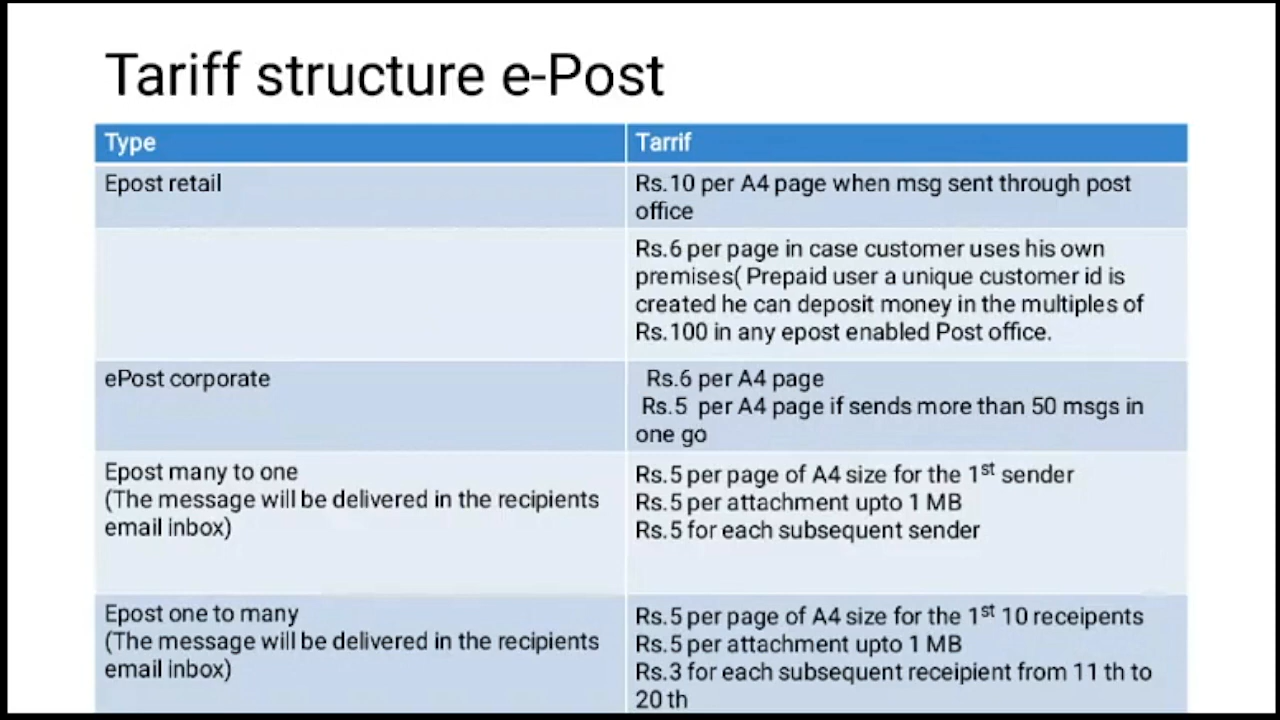 Tariff structure e-Post
Type
Tarrif
Epost retail
Rs.10 per A4 page when msg sent through post
office
Rs.6 per page in case customer uses his own
premises( Prepaid user a unique customer id is
created he can deposit money in the multiples of
Rs.100 in any epost enabled Post office.
ePost corporate
Rs.6 per A4 page
Rs.5 per A4 page if sends more than 50 msgs in
one go
Epost many to one
(The message will be delivered in the recipients
email inbox)
Rs.5 per page of A4 size for the 1st sender
Rs.5 per attachment upto 1 MB
Rs.5 for each subsequent sender
Epost one to many
(The message will be delivered in the recipients
email inbox)
Rs.5 per page of A4 size for the 1st 10 receipents
Rs.5 per attachment upto 1 MB
Rs.3 for each subsequent receipient from 11 th to
20 th